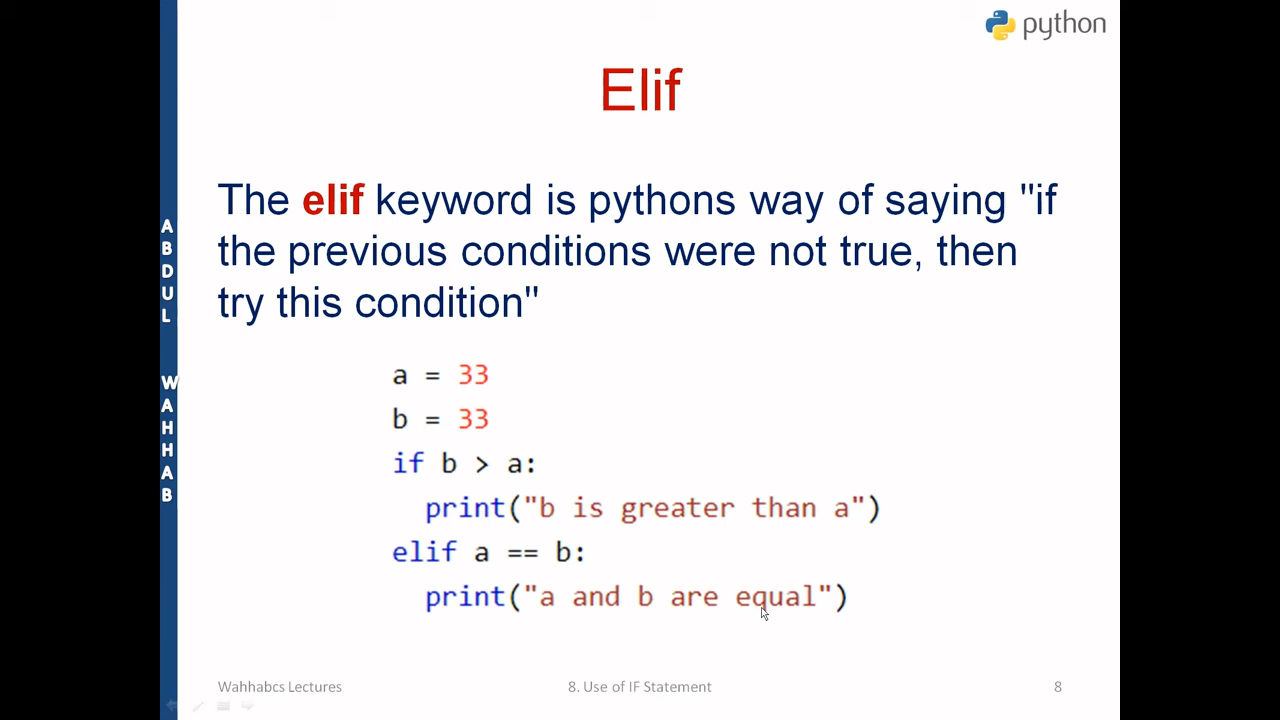 python
Elif
The elif keyword is pythons way of saying "if
the previous conditions were not true, then
try this condition"
a = 33
b = 33
if b > a:
  print("b is greater than a")
elif a == b:
  print("a and b are equal")
ABDUL WAHHAB
Wahhabcs Lectures
8. Use of IF Statement
8